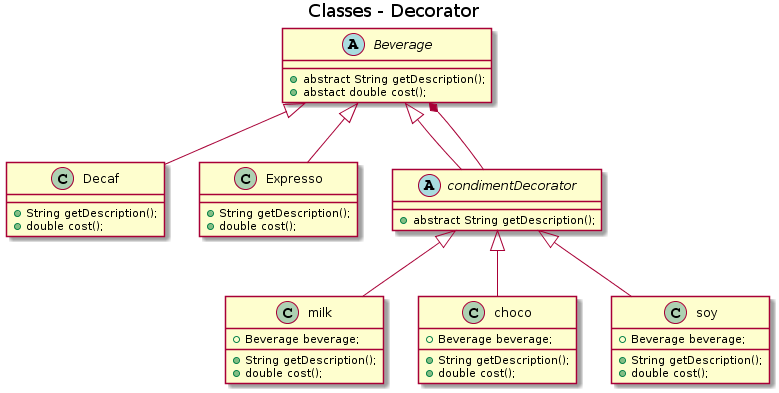 Classes - Decorator
A Beverage
abstract String getDescription();
abstact double cost();
C Decaf
String getDescription();
double cost();
C Expresso
String getDescription();
double cost();
A condimentDecorator
abstract String getDescription();
C milk
Beverage beverage;
String getDescription();
double cost();
C choco
Beverage beverage;
String getDescription();
double cost();
C soy
Beverage beverage;
String getDescription();
double cost();